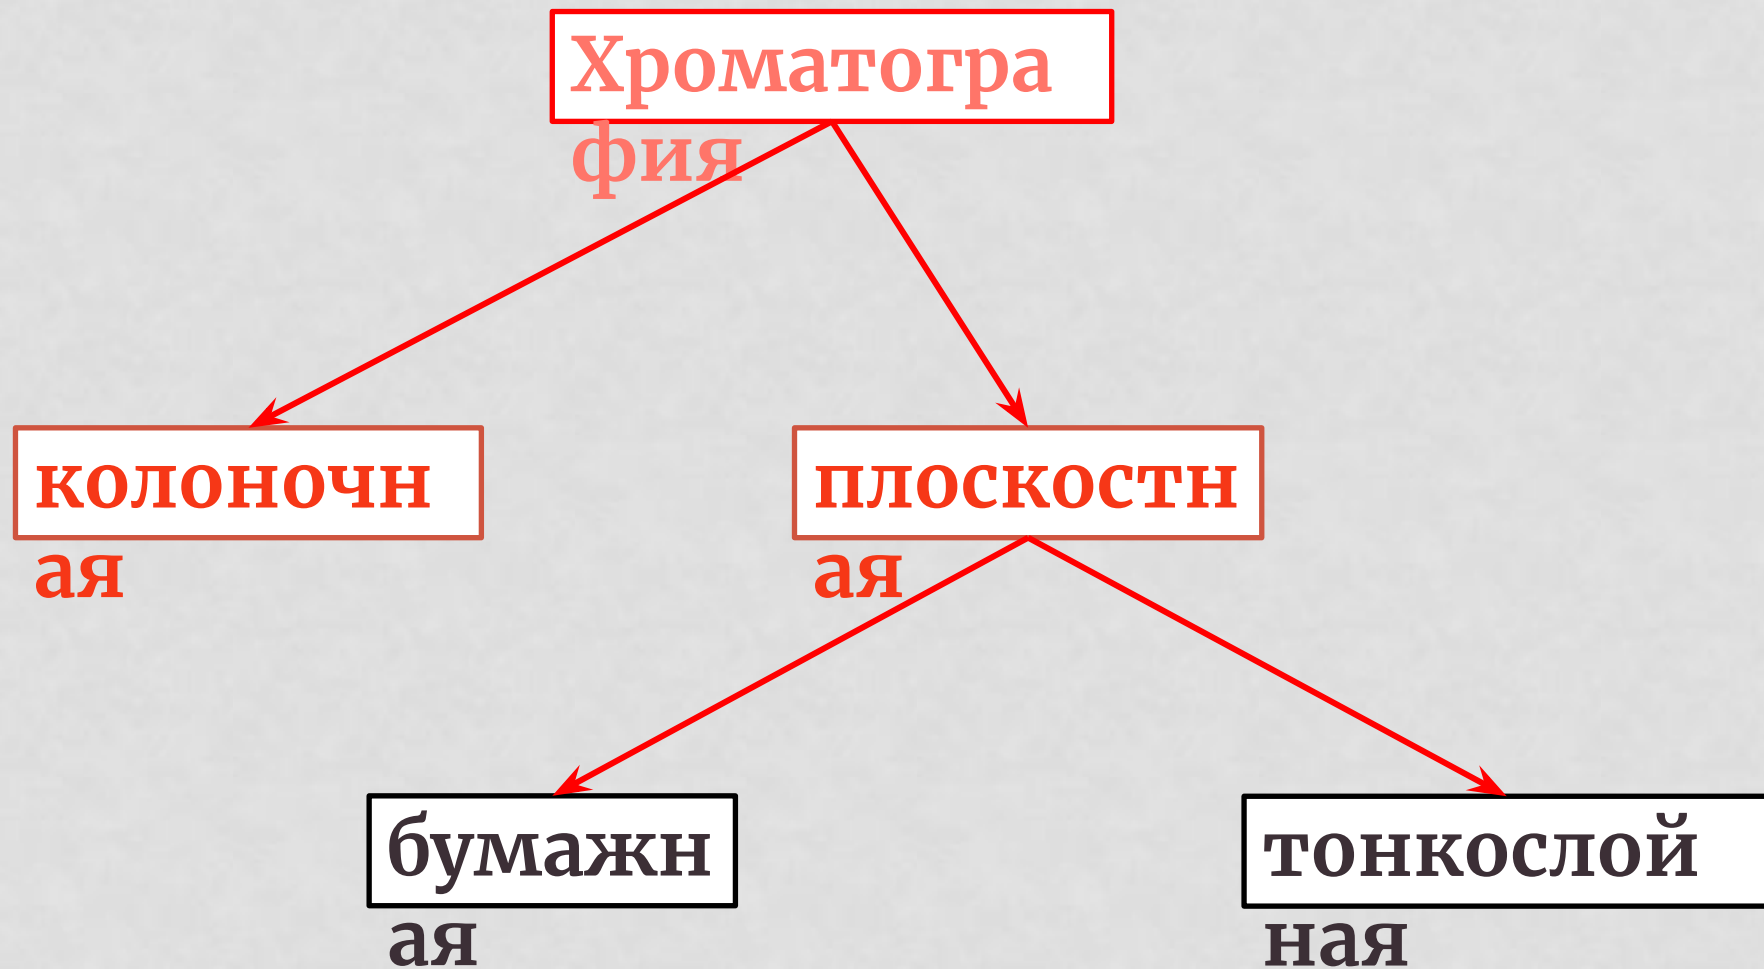 Хроматогра
фия
колоночн
ая
плоскостн
ая
бумажн
ая
тонкослой
ная